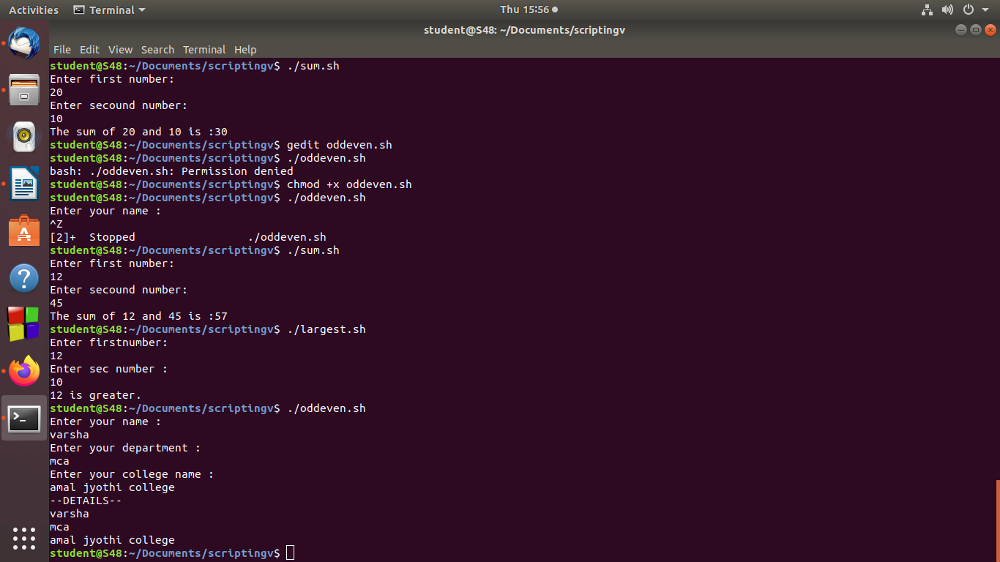 Activities Terminal Thu 15:56
student@S48: ~/Documents/scriptingv
File Edit View Search Terminal Help
student@S48:~/Documents/scriptingv$ ./sum.sh
Enter first number:
20
Enter secound number:
10
The sum of 20 and 10 is :30
student@S48:~/Documents/scriptingv$ gedit oddeven.sh
student@S48:~/Documents/scriptingv$ ./oddeven.sh
bash: ./oddeven.sh: Permission denied
student@S48:~/Documents/scriptingv$ chmod +x oddeven.sh
student@S48:~/Documents/scriptingv$ ./oddeven.sh
Enter your name :
^Z
[2]+  Stopped                 ./oddeven.sh
student@S48:~/Documents/scriptingv$ ./sum.sh
Enter first number:
12
Enter secound number:
45
The sum of 12 and 45 is :57
student@S48:~/Documents/scriptingv$ ./largest.sh
Enter firstnumber:
12
Enter sec number :
10
12 is greater.
student@S48:~/Documents/scriptingv$ ./oddeven.sh
Enter your name :
varsha
Enter your department :
mca
Enter your college name :
amal jyothi college
--DETAILS--
varsha
mca
amal jyothi college
student@S48:~/Documents/scriptingv$